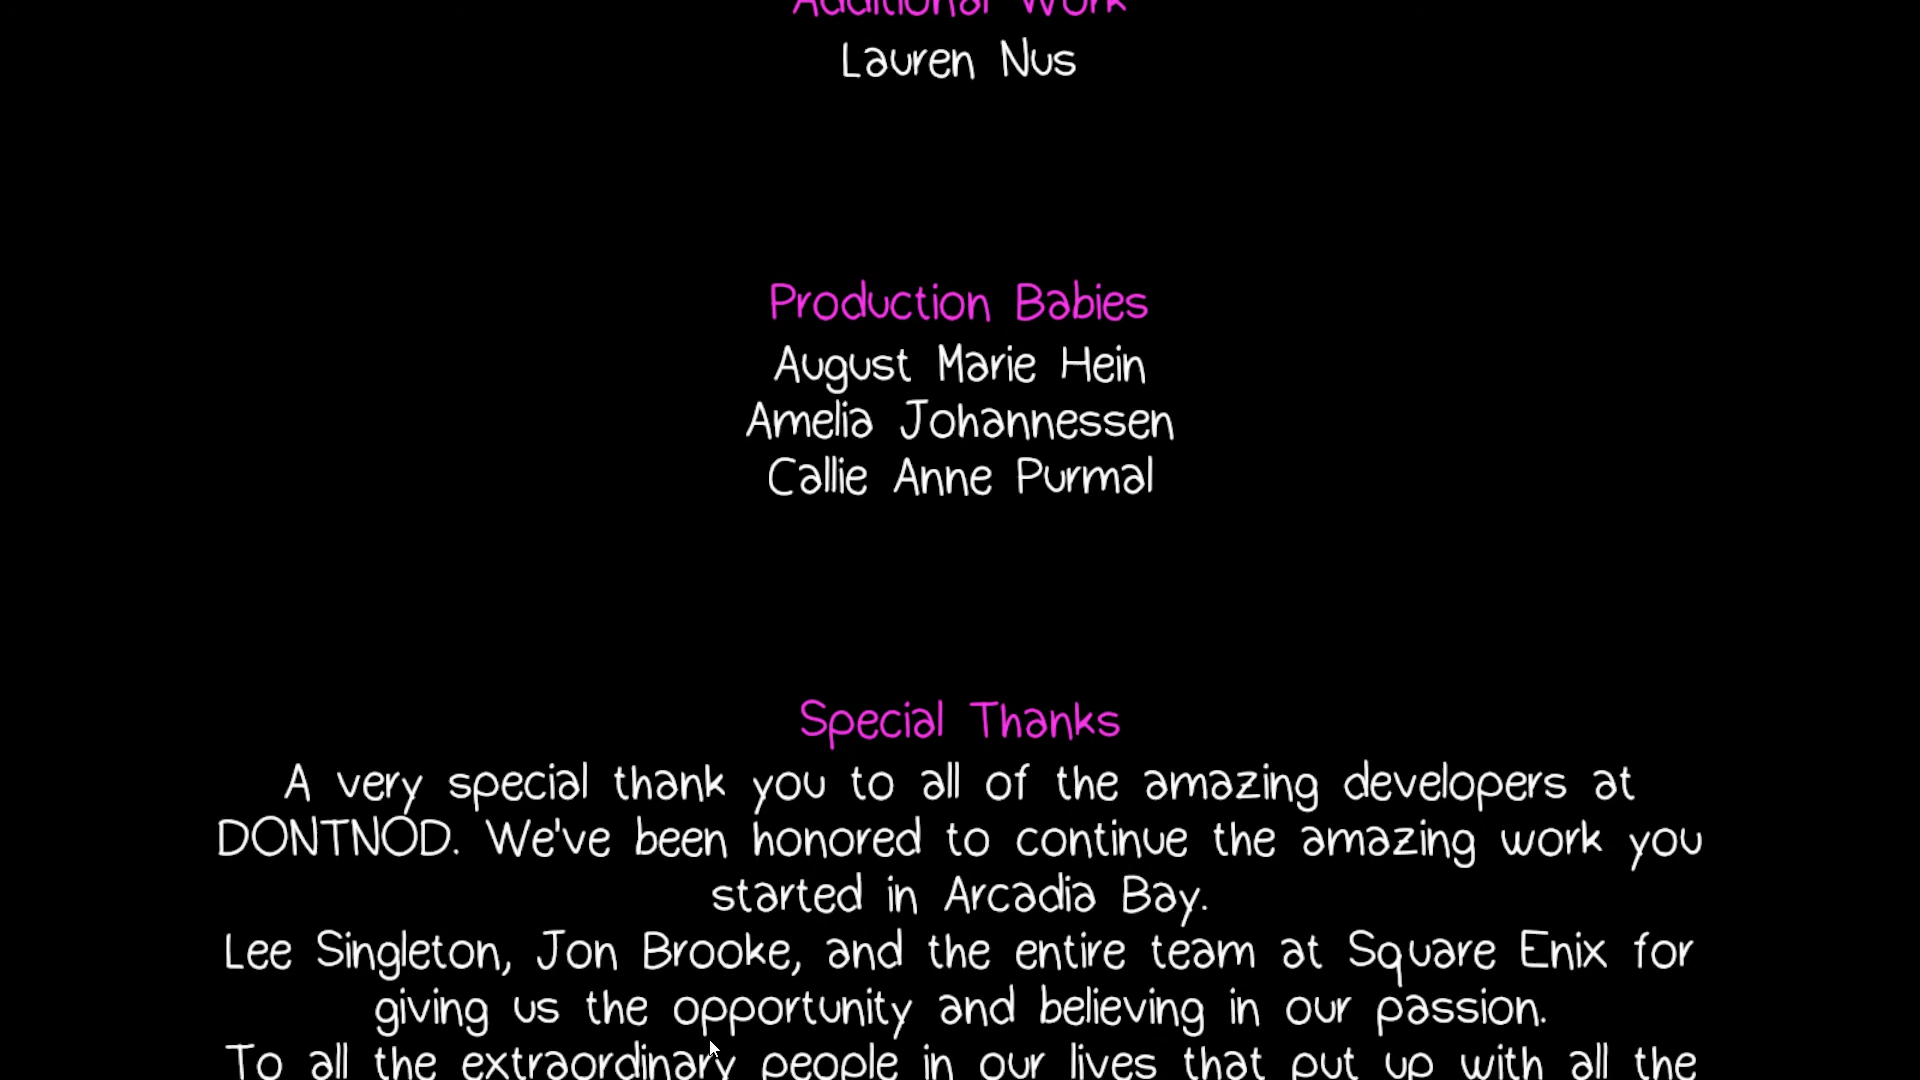 Additional Work
Lauren Nus
Production Babies
August Marie Hein
Amelia Johannessen
Callie Anne Purmal
Special Thanks
A very special thank you to all of the amazing developers at
DONTNOD. We've been honored to continue the amazing work you
started in Arcadia Bay.
Lee Singleton, Jon Brooke, and the entire team at Square Enix for
giving us the opportunity and believing in our passion.
To all the extraordinary people in our lives that put up with all the